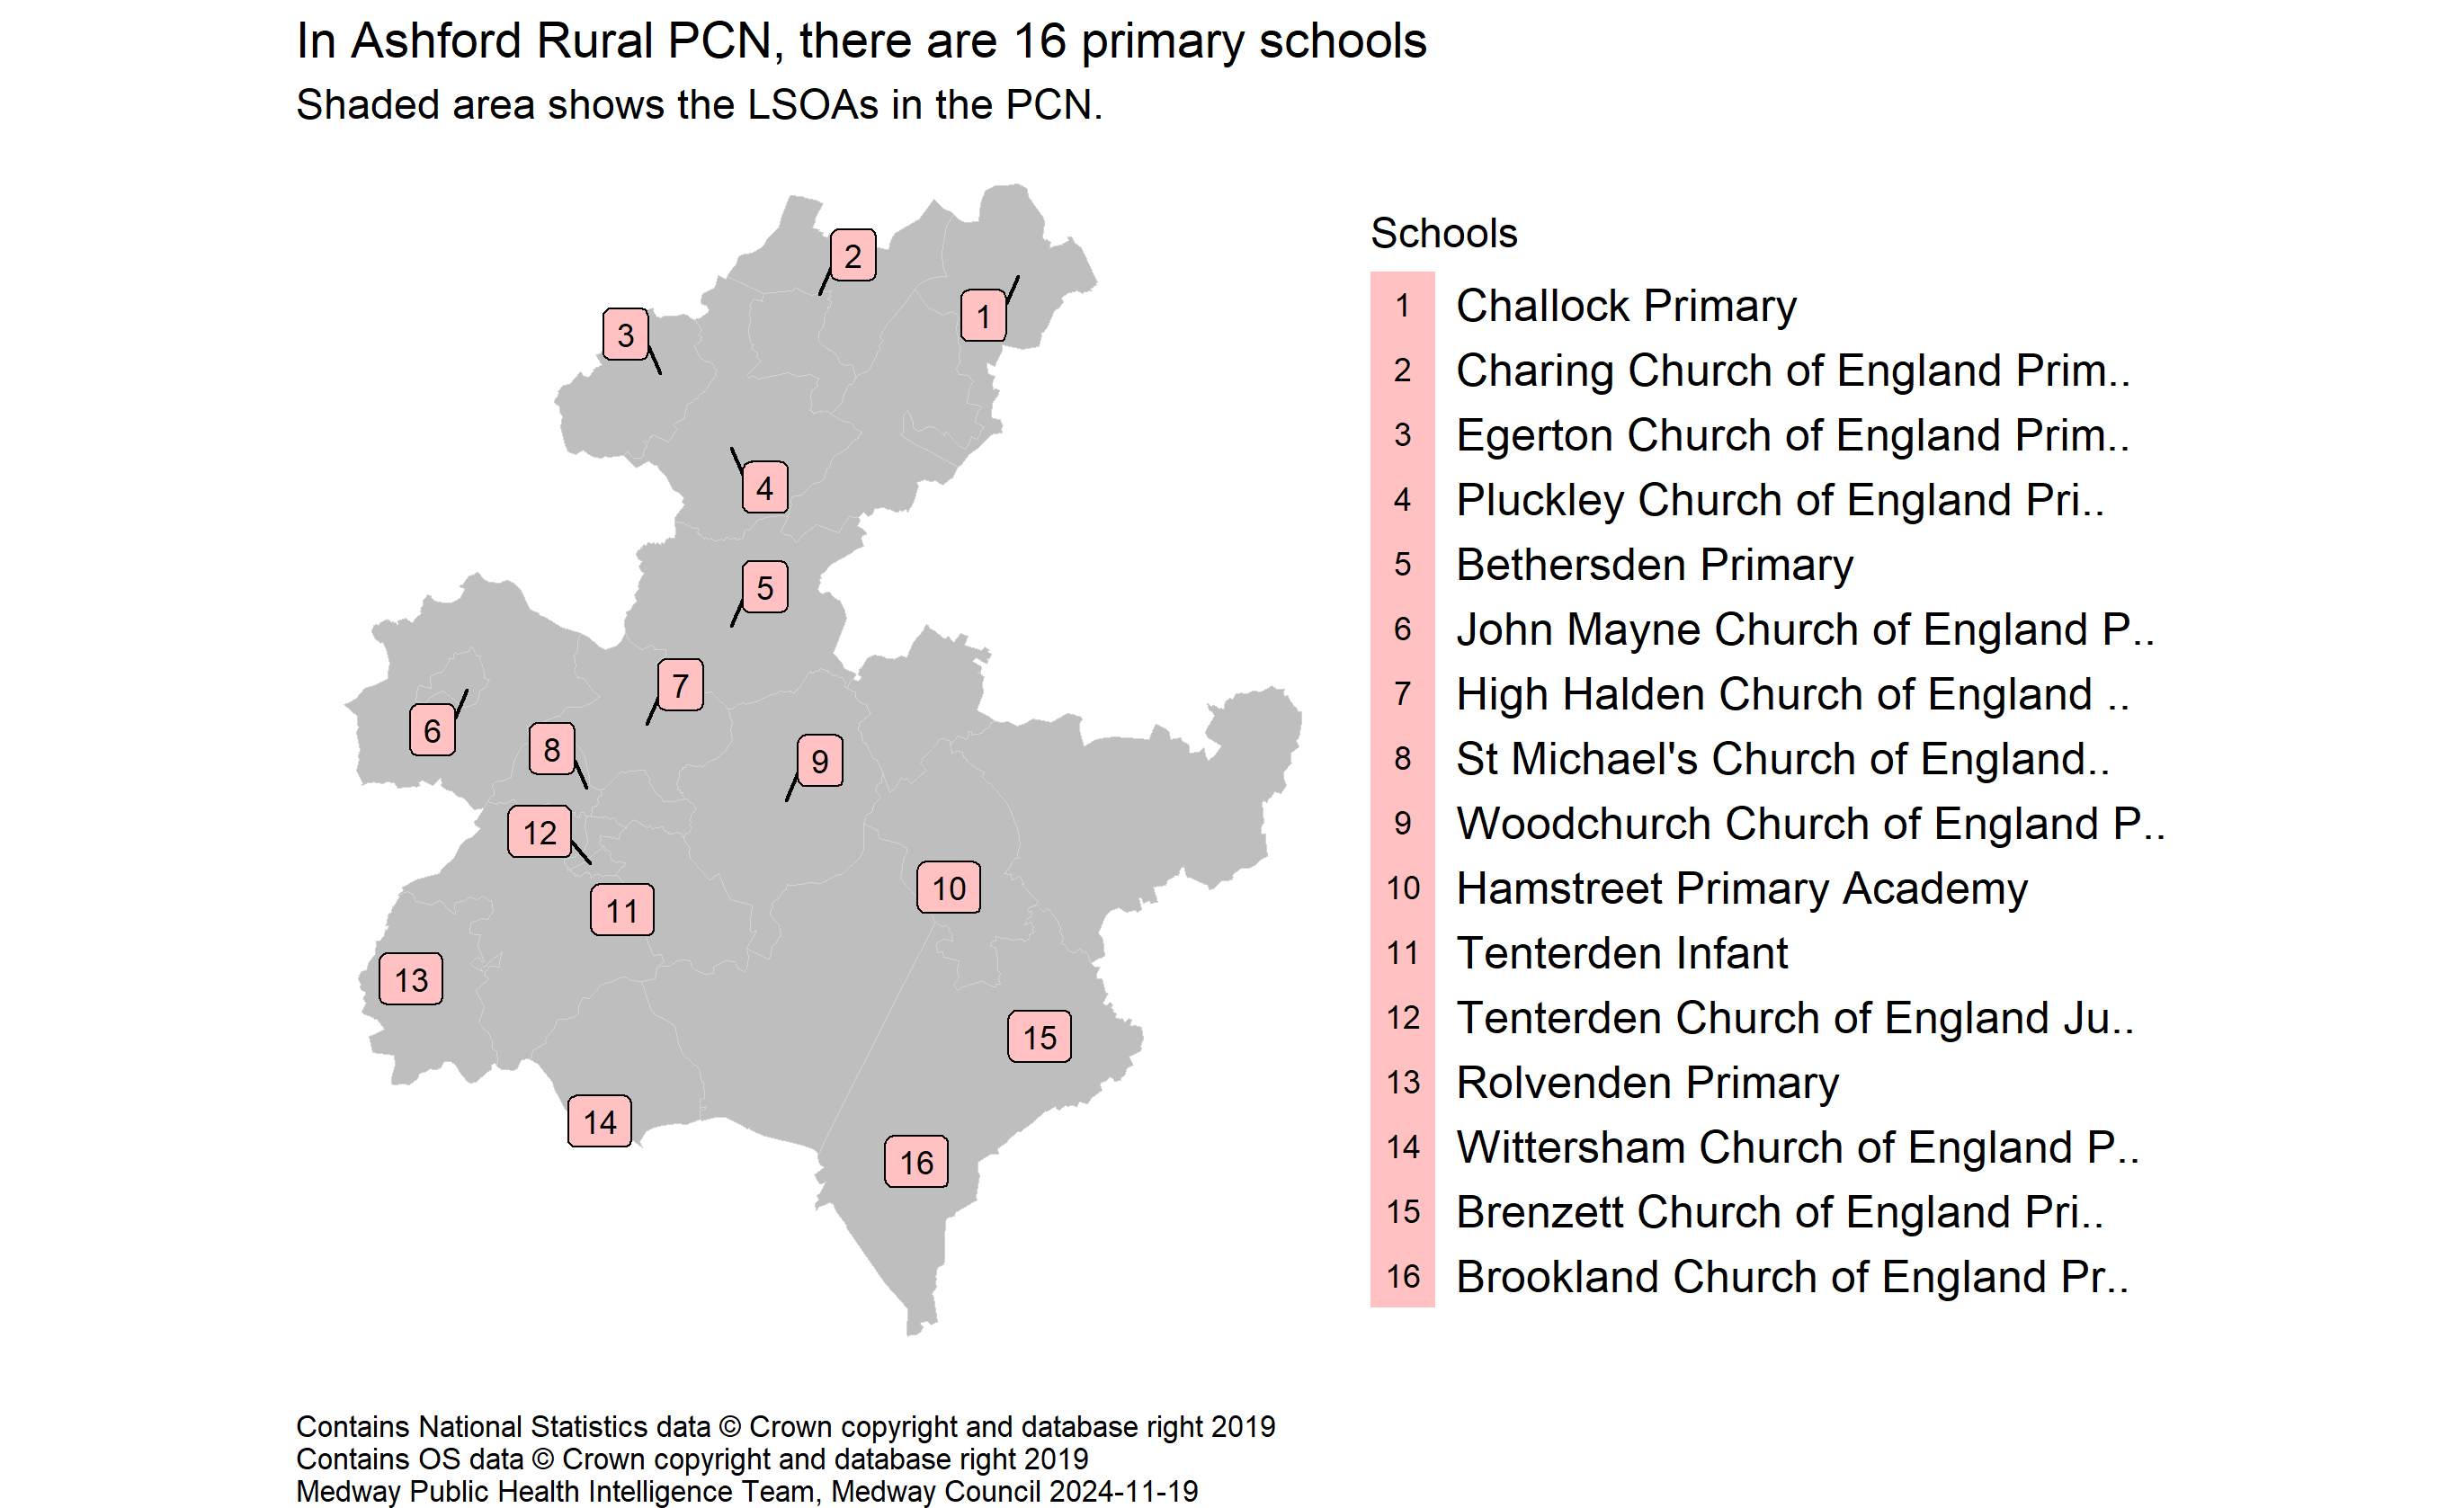 In Ashford Rural PCN, there are 16 primary schools
Shaded area shows the LSOAs in the PCN.
2
1
3
4
5
7
6
8
9
12
10
11
13
15
14
16
Schools
1 Challock Primary
2 Charing Church of England Prim..
3 Egerton Church of England Prim..
4 Pluckley Church of England Pri..
5 Bethersden Primary
6 John Mayne Church of England P..
7 High Halden Church of England ..
8 St Michael's Church of England..
9 Woodchurch Church of England P..
10 Hamstreet Primary Academy
11 Tenterden Infant
12 Tenterden Church of England Ju..
13 Rolvenden Primary
14 Wittersham Church of England P..
15 Brenzett Church of England Pri..
16 Brookland Church of England Pr..
Contains National Statistics data © Crown copyright and database right 2019
Contains OS data © Crown copyright and database right 2019
Medway Public Health Intelligence Team, Medway Council 2024-11-19